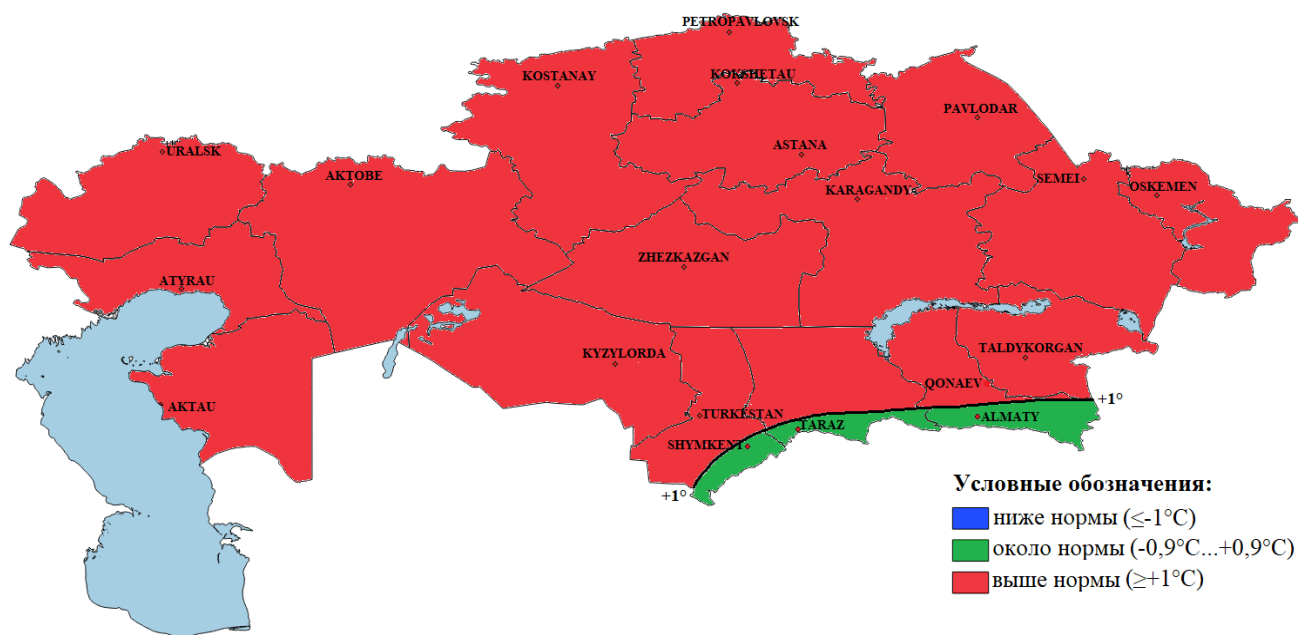 PETROPAVLOVSK
KOSTANAY
KOKSHETAU
PAVLODAR
URALSK
ASTANA
AKTOBE
KARAGANDY
SEMEI
OSKEMEN
ZHEZKAZGAN
ATYRAU
KYZYLORDA
TALDYKORGAN
QONAEV
AKTAU
+1°
TURKESTAN
ALMATY
TARAZ
SHYMKENT
+1°
Условные обозначения:
ниже нормы (≤-1°C)
около нормы (-0,9°C...+0,9°C)
выше нормы (≥+1°C)